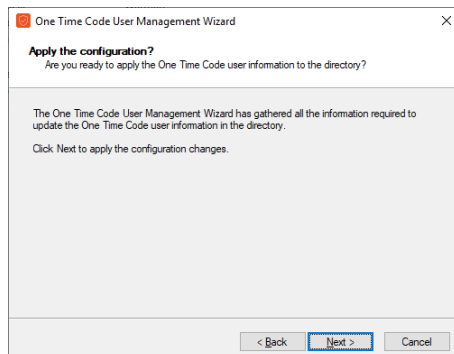 One Time Code User Management Wizard
Apply the configuration?
Are you ready to apply the One Time Code user information to the directory?
The One Time Code User Management Wizard has gathered all the information required to
update the One Time Code user information in the directory.
Click Next to apply the configuration changes.
< Back Next > Cancel